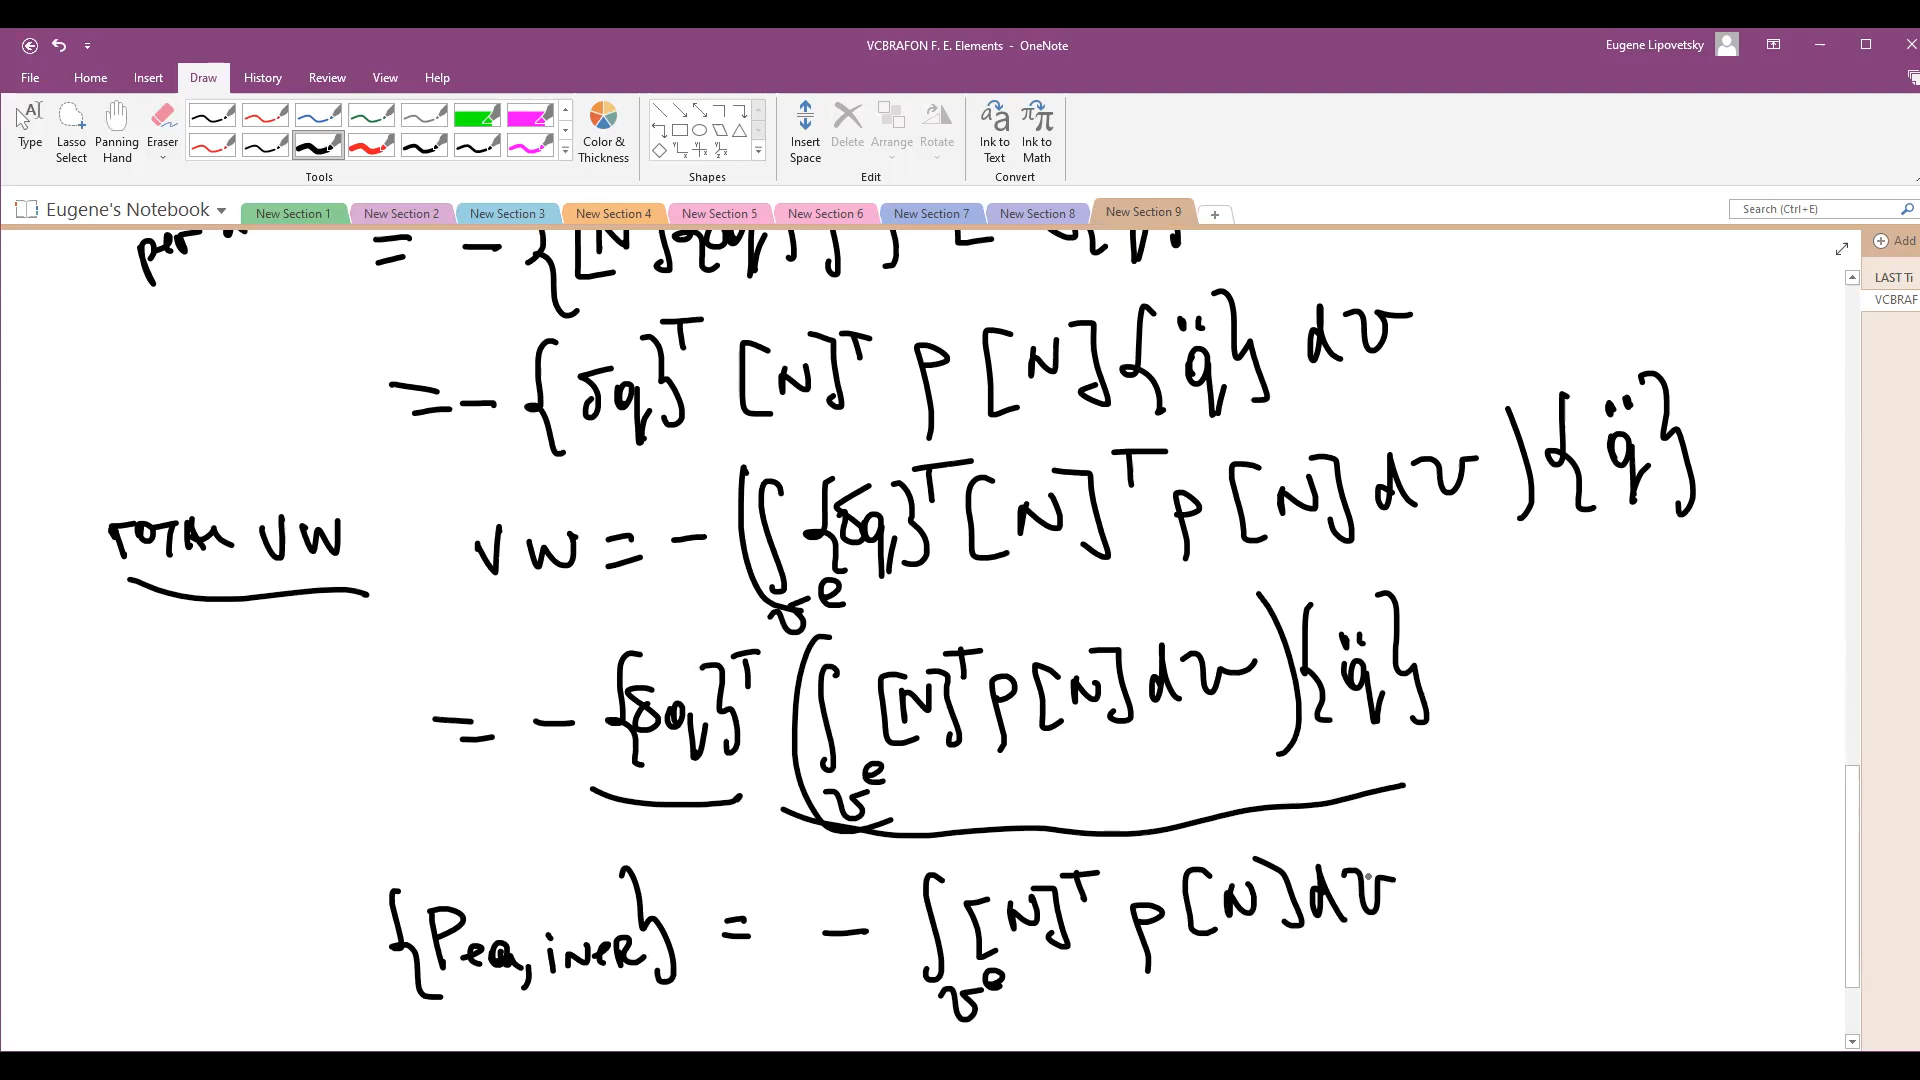 VCBRAFON F. E. Elements - OneNote
Eugene Lipovetsky
File Home Insert Draw History Review View Help
Type
Lasso Select
Panning Hand
Eraser
Color & Thickness
Insert Space
Delete
Arrange
Rotate
Ink to Text
Ink to Math
Tools
Shapes
Edit
Convert
Eugene's Notebook
New Section 1
New Section 2
New Section 3
New Section 4
New Section 5
New Section 6
New Section 7
New Section 8
New Section 9
Search (Ctrl+E)
Add
LAST Ti
VCBRAF
= - {δq}ᵀ [N]ᵀ ρ [N] {q̈} dv
TOTAL VW VW = - (∫vᵉ {δq}ᵀ [N]ᵀ ρ [N] dv) {q̈}
= - {δq}ᵀ (∫vᵉ [N]ᵀ ρ [N] dv) {q̈}
{Peq, iner} = - ∫vᵉ [N]ᵀ ρ [N] dv